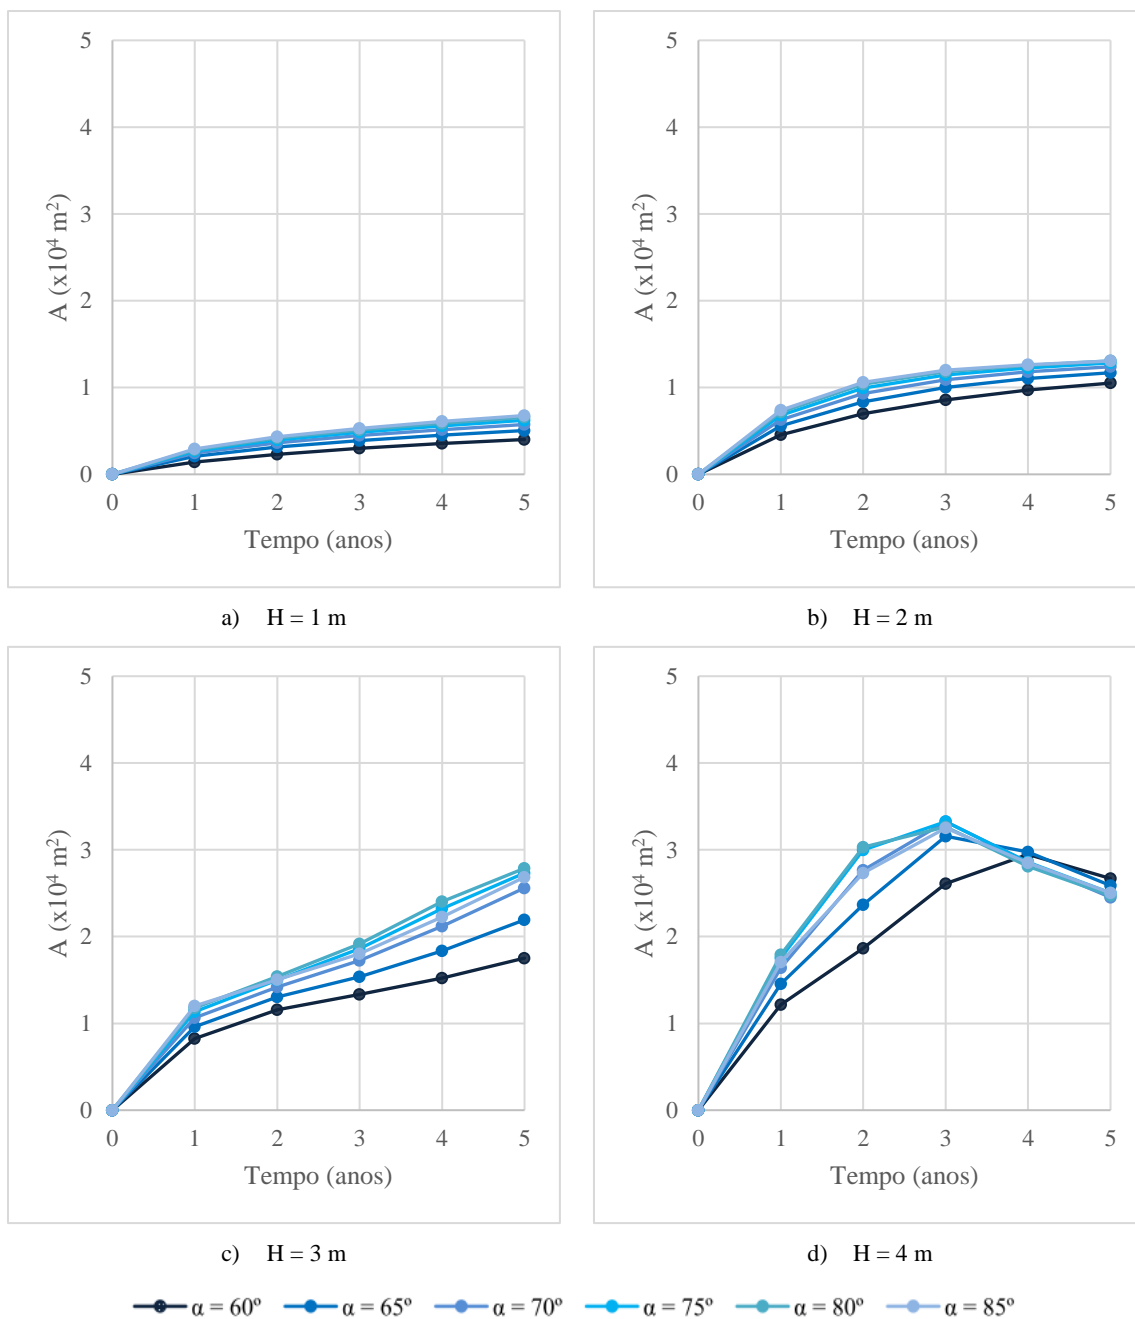 5
4
3
2
1
0
A (x10⁴ m²)
0 1 2 3 4 5
Tempo (anos)
a) H = 1 m
5
4
3
2
1
0
A (x10⁴ m²)
0 1 2 3 4 5
Tempo (anos)
b) H = 2 m
5
4
3
2
1
0
A (x10⁴ m²)
0 1 2 3 4 5
Tempo (anos)
c) H = 3 m
5
4
3
2
1
0
A (x10⁴ m²)
0 1 2 3 4 5
Tempo (anos)
d) H = 4 m
α = 60º α = 65º α = 70º α = 75º α = 80º α = 85º